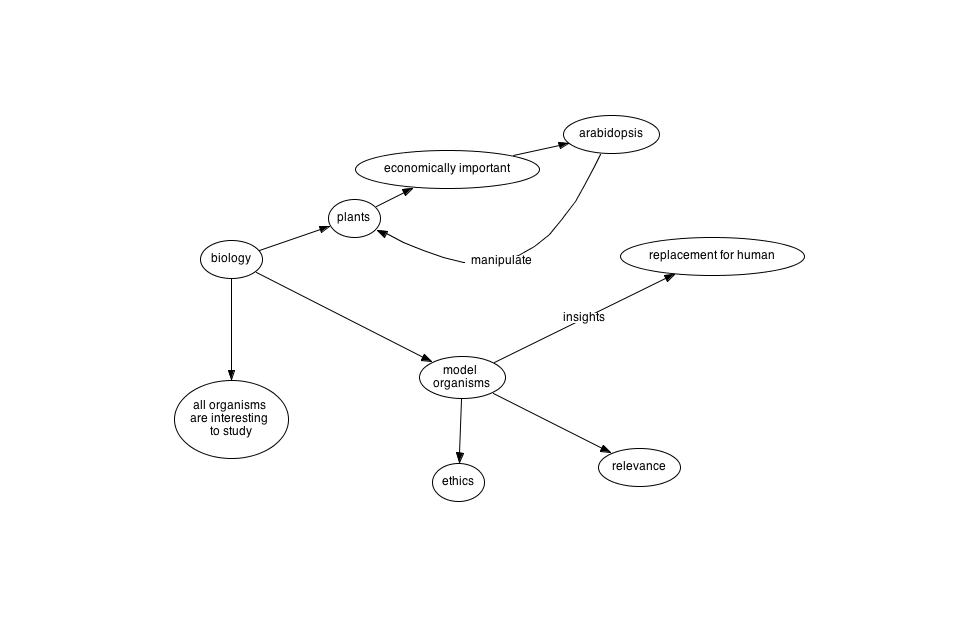 arabidopsis
economically important
plants
biology
manipulate
replacement for human
insights
model
organisms
all organisms
are interesting
to study
relevance
ethics